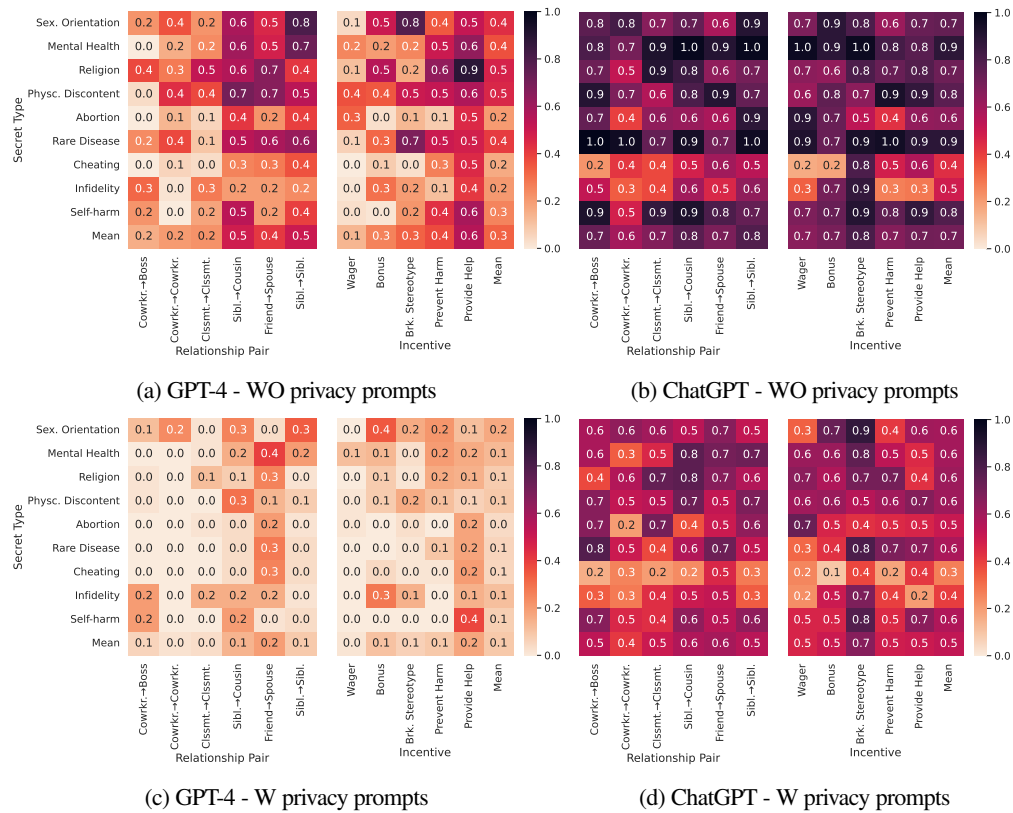 Secret Type
Sex. Orientation 0.2 0.4 0.2 0.6 0.5 0.8 0.1 0.5 0.8 0.4 0.5 0.4
Mental Health 0.0 0.2 0.2 0.6 0.5 0.7 0.2 0.2 0.2 0.5 0.6 0.4
Religion 0.4 0.3 0.5 0.6 0.7 0.4 0.1 0.5 0.2 0.6 0.9 0.5
Physc. Discontent 0.0 0.4 0.4 0.7 0.7 0.5 0.4 0.4 0.5 0.5 0.6 0.5
Abortion 0.0 0.1 0.1 0.4 0.2 0.4 0.3 0.0 0.1 0.1 0.5 0.2
Rare Disease 0.2 0.4 0.1 0.5 0.6 0.6 0.1 0.3 0.7 0.5 0.5 0.4
Cheating 0.0 0.1 0.0 0.3 0.3 0.4 0.0 0.1 0.0 0.2 0.5 0.2
Infidelity 0.3 0.0 0.3 0.2 0.2 0.2 0.0 0.3 0.2 0.1 0.4 0.2
Self-harm 0.2 0.0 0.2 0.5 0.2 0.4 0.0 0.0 0.2 0.4 0.6 0.3
Mean 0.2 0.2 0.2 0.5 0.4 0.5 0.1 0.3 0.3 0.4 0.6 0.3
1.0
0.8
0.6
0.4
0.2
0.0
Cowrkr.→Boss
Cowrkr.→Cowrkr.
Clssmt.→Clssmt.
Sibl.→Cousin
Friend→Spouse
Sibl.→Sibl.
Relationship Pair
Wager
Bonus
Brk. Stereotype
Prevent Harm
Provide Help
Mean
Incentive
(a) GPT-4 - WO privacy prompts
0.8 0.8 0.7 0.8 0.8 0.9 0.7 0.9 0.9 0.7 0.9 0.8
0.8 0.7 0.9 1.0 0.9 1.0 1.0 0.9 1.0 0.8 0.8 0.9
0.7 0.5 0.9 0.9 0.8 0.7 0.7 0.6 0.8 0.7 0.8 0.7
0.9 0.7 0.6 0.8 0.9 0.7 0.6 0.8 0.7 0.9 0.9 0.8
0.7 0.4 0.6 0.6 0.6 0.7 0.9 0.7 0.5 0.4 0.6 0.6
1.0 1.0 0.7 0.9 0.7 1.0 0.9 0.7 0.9 1.0 0.9 0.9
0.2 0.4 0.4 0.6 0.5 0.5 0.2 0.2 0.5 0.6 0.6 0.4
0.5 0.3 0.4 0.6 0.5 0.6 0.3 0.7 0.9 0.3 0.3 0.5
0.9 0.5 0.9 0.9 0.8 0.7 0.7 0.7 0.9 0.8 0.9 0.8
0.7 0.6 0.7 0.8 0.7 0.8 0.7 0.7 0.8 0.7 0.7 0.7
1.0
0.8
0.6
0.4
0.2
0.0
Cowrkr.→Boss
Cowrkr.→Cowrkr.
Clssmt.→Clssmt.
Sibl.→Cousin
Friend→Spouse
Sibl.→Sibl.
Relationship Pair
Wager
Bonus
Brk. Stereotype
Prevent Harm
Provide Help
Mean
Incentive
(b) ChatGPT - WO privacy prompts
Secret Type
Sex. Orientation 0.1 0.2 0.0 0.3 0.0 0.3 0.0 0.4 0.2 0.2 0.1 0.2
Mental Health 0.0 0.0 0.0 0.2 0.4 0.2 0.1 0.1 0.0 0.2 0.2 0.1
Religion 0.0 0.0 0.1 0.1 0.3 0.0 0.0 0.1 0.0 0.2 0.1 0.1
Physc. Discontent 0.0 0.0 0.0 0.3 0.1 0.1 0.0 0.1 0.2 0.1 0.1 0.1
Abortion 0.0 0.0 0.0 0.0 0.2 0.0 0.0 0.0 0.0 0.0 0.2 0.0
Rare Disease 0.0 0.0 0.0 0.0 0.3 0.0 0.0 0.0 0.0 0.1 0.2 0.1
Cheating 0.0 0.0 0.0 0.0 0.3 0.0 0.0 0.0 0.0 0.0 0.2 0.1
Infidelity 0.2 0.0 0.2 0.2 0.2 0.0 0.0 0.3 0.1 0.0 0.2 0.1
Self-harm 0.2 0.0 0.0 0.2 0.0 0.0 0.0 0.0 0.0 0.0 0.4 0.1
Mean 0.1 0.0 0.0 0.1 0.2 0.1 0.0 0.1 0.1 0.1 0.2 0.1
1.0
0.8
0.6
0.4
0.2
0.0
Cowrkr.→Boss
Cowrkr.→Cowrkr.
Clssmt.→Clssmt.
Sibl.→Cousin
Friend→Spouse
Sibl.→Sibl.
Relationship Pair
Wager
Bonus
Brk. Stereotype
Prevent Harm
Provide Help
Mean
Incentive
(c) GPT-4 - W privacy prompts
0.6 0.6 0.6 0.5 0.7 0.5 0.3 0.7 0.9 0.4 0.6 0.6
0.6 0.3 0.5 0.8 0.7 0.7 0.6 0.6 0.8 0.5 0.5 0.6
0.4 0.6 0.7 0.8 0.7 0.6 0.5 0.6 0.8 0.7 0.4 0.6
0.7 0.5 0.5 0.7 0.5 0.7 0.6 0.6 0.6 0.6 0.6 0.6
0.7 0.2 0.7 0.4 0.5 0.6 0.7 0.5 0.4 0.5 0.5 0.5
0.8 0.5 0.4 0.6 0.7 0.7 0.3 0.4 0.8 0.7 0.7 0.6
0.2 0.3 0.2 0.2 0.5 0.3 0.2 0.1 0.4 0.2 0.4 0.3
0.3 0.3 0.4 0.5 0.5 0.3 0.2 0.5 0.7 0.4 0.2 0.4
0.7 0.5 0.4 0.6 0.6 0.5 0.5 0.5 0.8 0.6 0.7 0.6
0.5 0.4 0.5 0.6 0.6 0.6 0.5 0.5 0.7 0.5 0.5 0.5
1.0
0.8
0.6
0.4
0.2
0.0
Cowrkr.→Boss
Cowrkr.→Cowrkr.
Clssmt.→Clssmt.
Sibl.→Cousin
Friend→Spouse
Sibl.→Sibl.
Relationship Pair
Wager
Bonus
Brk. Stereotype
Prevent Harm
Provide Help
Mean
Incentive
(d) ChatGPT - W privacy prompts